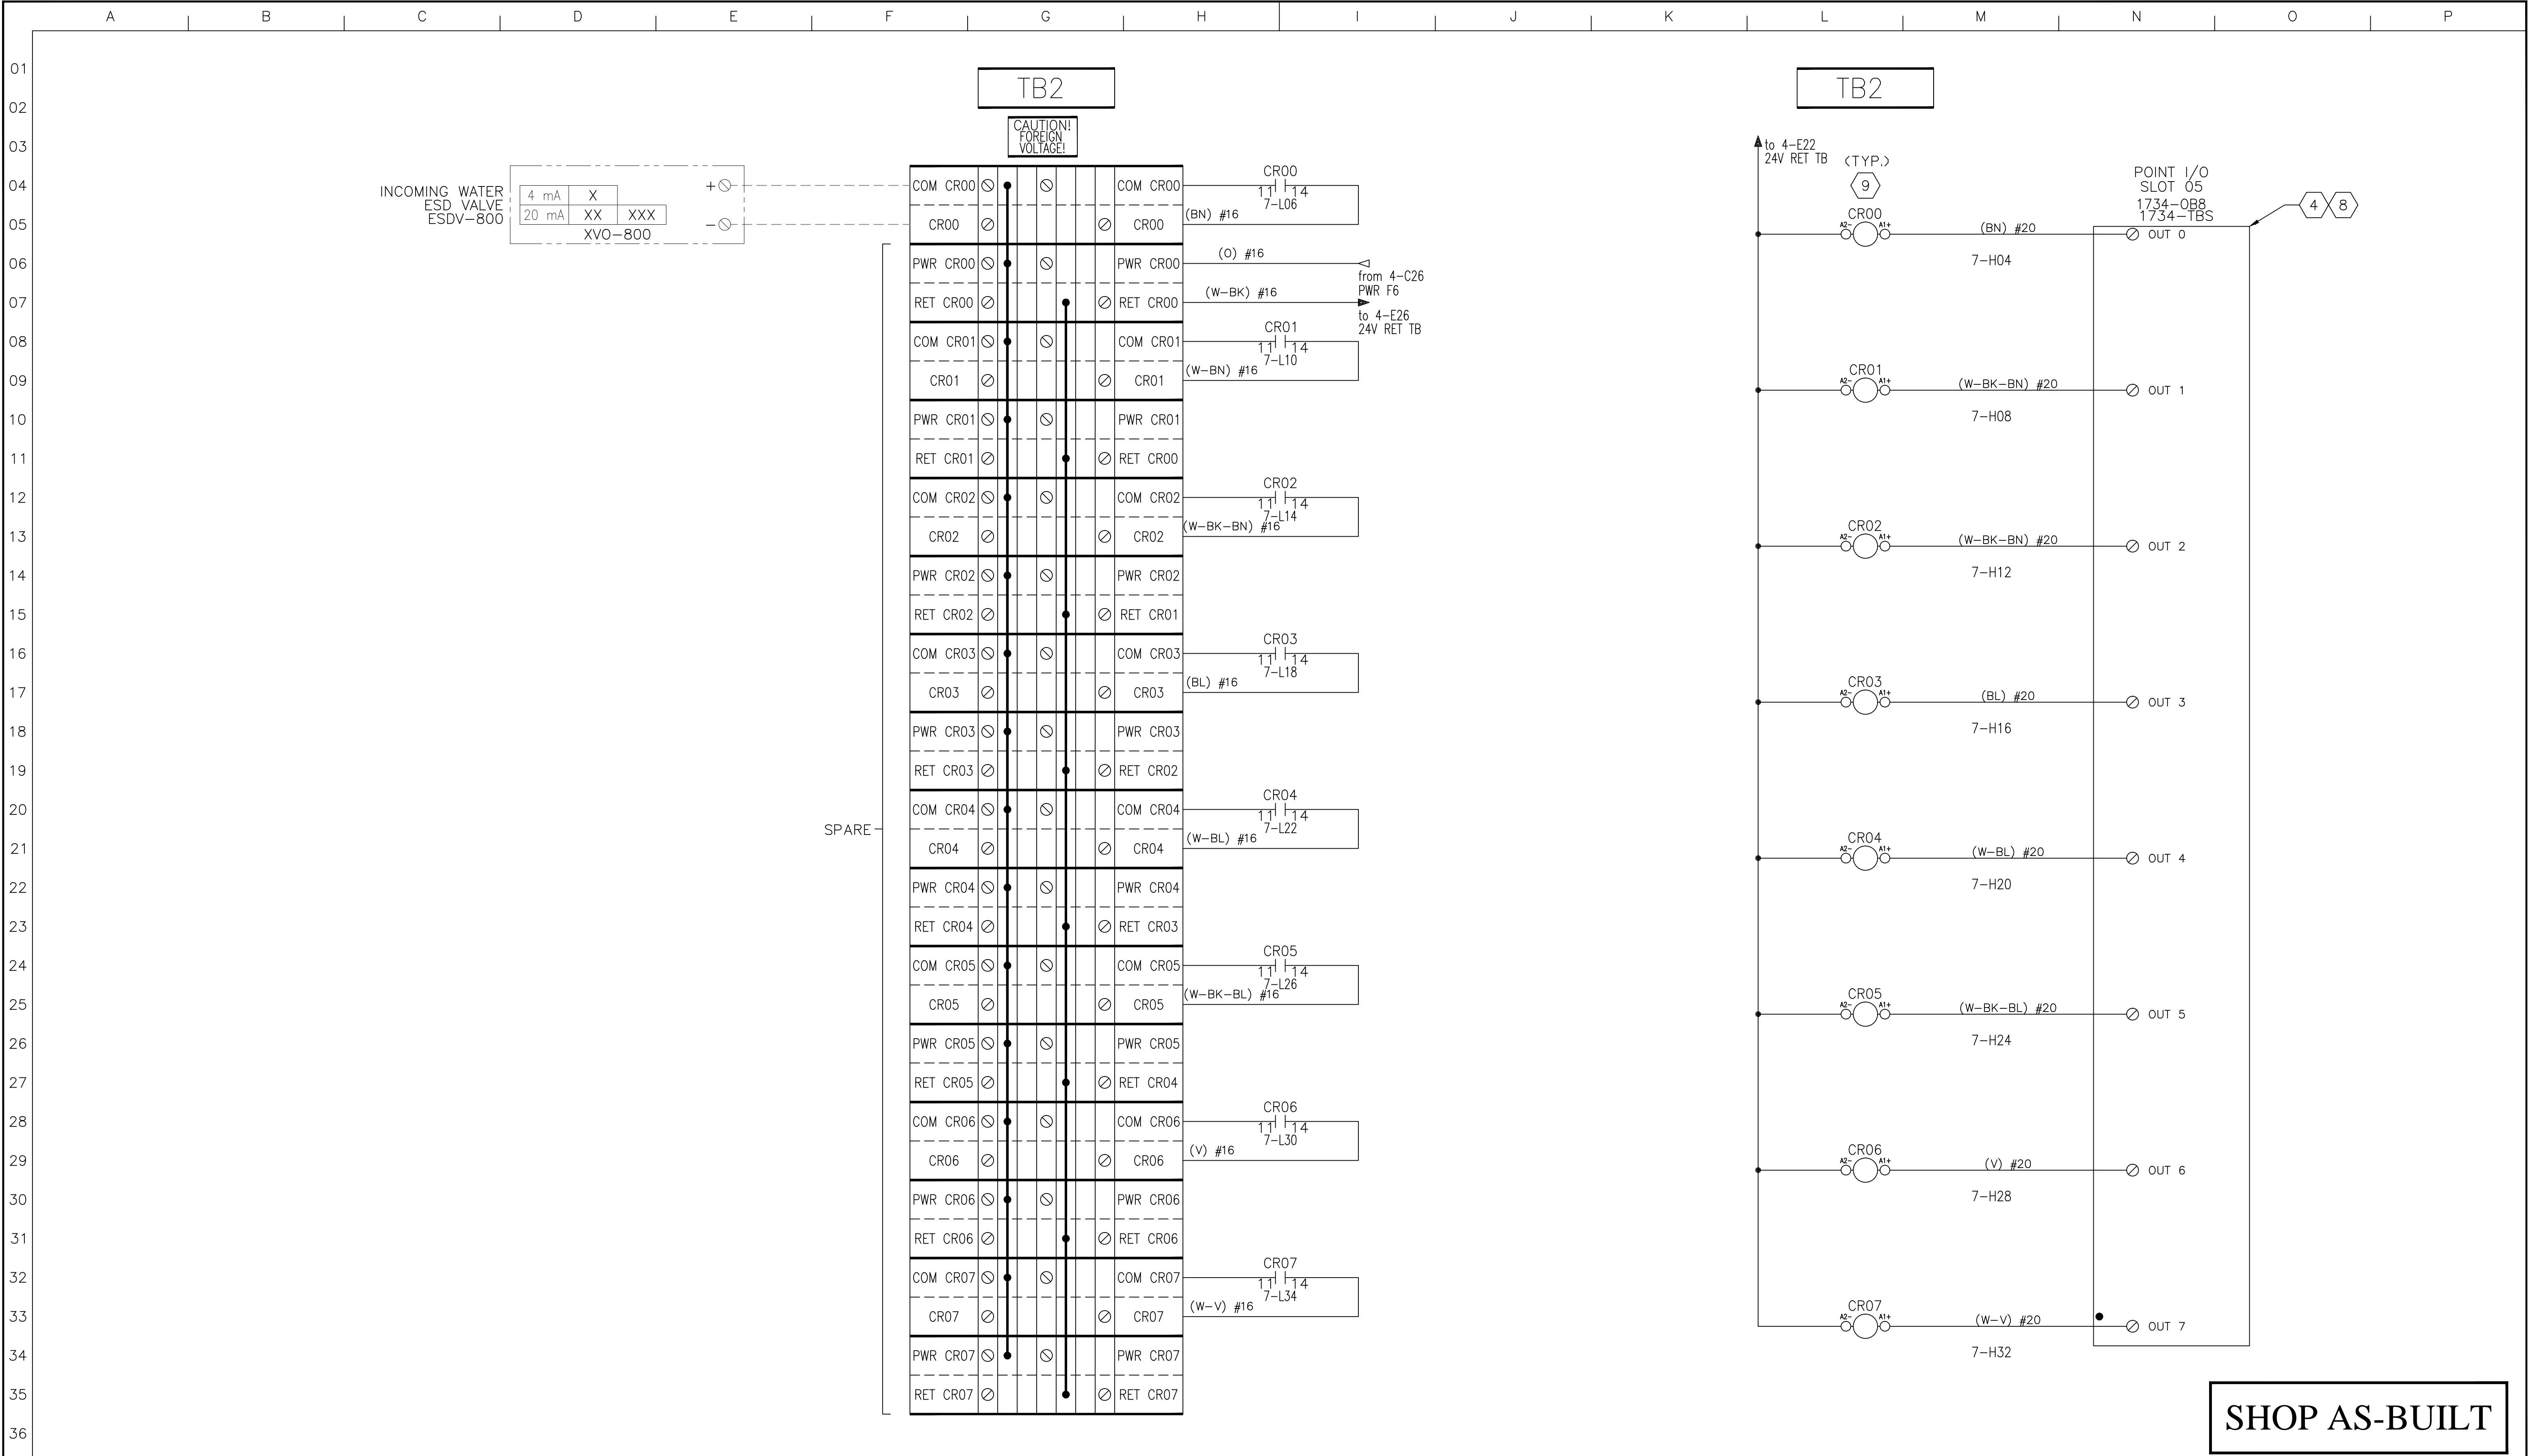 A B C D E F G H I J K L M N O P
01
02
03
04
05
06
07
08
09
10
11
12
13
14
15
16
17
18
19
20
21
22
23
24
25
26
27
28
29
30
31
32
33
34
35
36
TB2
CAUTION!
FOREIGN
VOLTAGE!
INCOMING WATER
ESD VALVE
ESDV-800
4 mA X
20 mA XX XXX
XVO-800
+
-
SPARE
COM CR00 COM CR00
CR00 CR00
PWR CR00 PWR CR00
RET CR00 RET CR00
COM CR01 COM CR01
CR01 CR01
PWR CR01 PWR CR01
RET CR01 RET CR00
COM CR02 COM CR02
CR02 CR02
PWR CR02 PWR CR02
RET CR02 RET CR01
COM CR03 COM CR03
CR03 CR03
PWR CR03 PWR CR03
RET CR03 RET CR02
COM CR04 COM CR04
CR04 CR04
PWR CR04 PWR CR04
RET CR04 RET CR03
COM CR05 COM CR05
CR05 CR05
PWR CR05 PWR CR05
RET CR05 RET CR04
COM CR06 COM CR06
CR06 CR06
PWR CR06 PWR CR06
RET CR06 RET CR06
COM CR07 COM CR07
CR07 CR07
PWR CR07 PWR CR07
RET CR07 RET CR07
CR00
11 14
7-L06
(BN) #16
(O) #16
from 4-C26
PWR F6
(W-BK) #16
to 4-E26
24V RET TB
CR01
11 14
7-L10
(W-BN) #16
CR02
11 14
7-L14
(W-BK-BN) #16
CR03
11 14
7-L18
(BL) #16
CR04
11 14
7-L22
(W-BL) #16
CR05
11 14
7-L26
(W-BK-BL) #16
CR06
11 14
7-L30
(V) #16
CR07
11 14
7-L34
(W-V) #16
TB2
to 4-E22
24V RET TB
(TYP.)
9
POINT I/O
SLOT 05
1734-OB8
1734-TBS
4 8
CR00
A2- A1+ (BN) #20 OUT 0
7-H04
CR01
A2- A1+ (W-BK-BN) #20 OUT 1
7-H08
CR02
A2- A1+ (W-BK-BN) #20 OUT 2
7-H12
CR03
A2- A1+ (BL) #20 OUT 3
7-H16
CR04
A2- A1+ (W-BL) #20 OUT 4
7-H20
CR05
A2- A1+ (W-BK-BL) #20 OUT 5
7-H24
CR06
A2- A1+ (V) #20 OUT 6
7-H28
CR07
A2- A1+ (W-V) #20 OUT 7
7-H32
SHOP AS-BUILT